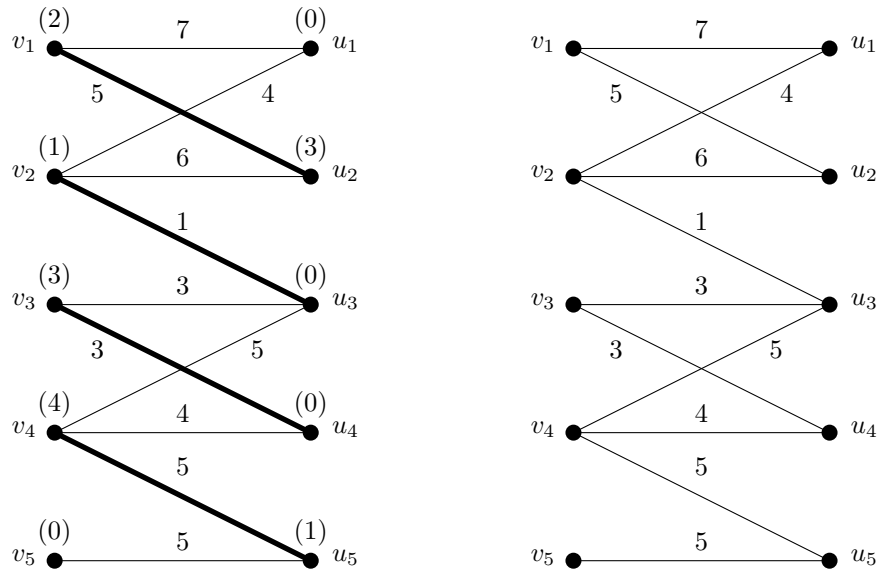 (2) 7 (0) 7
v1 u1 v1 u1
5 4 5 4
(1) 6 (3) 6
v2 u2 v2 u2
1 1
(3) 3 (0) 3
v3 u3 v3 u3
3 5 3 5
(4) 4 (0) 4
v4 u4 v4 u4
5 5
(0) 5 (1) 5
v5 u5 v5 u5